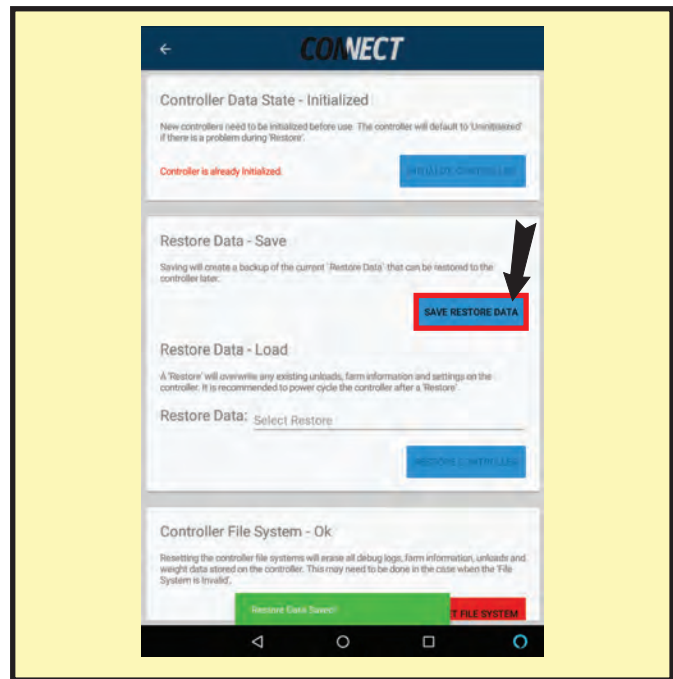 CONNECT
Controller Data State - Initialized
New controllers need to be initialized before use. The controller will default to 'Uninitialized'
if there is a problem during 'Restore'.
Controller is already Initialized.
INITIALIZE CONTROLLER
Restore Data - Save
Saving will create a backup of the current 'Restore Data' that can be restored to the
controller later.
SAVE RESTORE DATA
Restore Data - Load
A 'Restore' will overwrite any existing unloads, farm information and settings on the
controller. It is recommended to power cycle the controller after a 'Restore'.
Restore Data: Select Restore
RESTORE CONTROLLER
Controller File System - Ok
Resetting the controller file systems will erase all debug logs, farm information, unloads and
weight data stored on the controller. This may need to be done in the case when the 'File
System is Invalid'.
Restore Data Saved!
T FILE SYSTEM